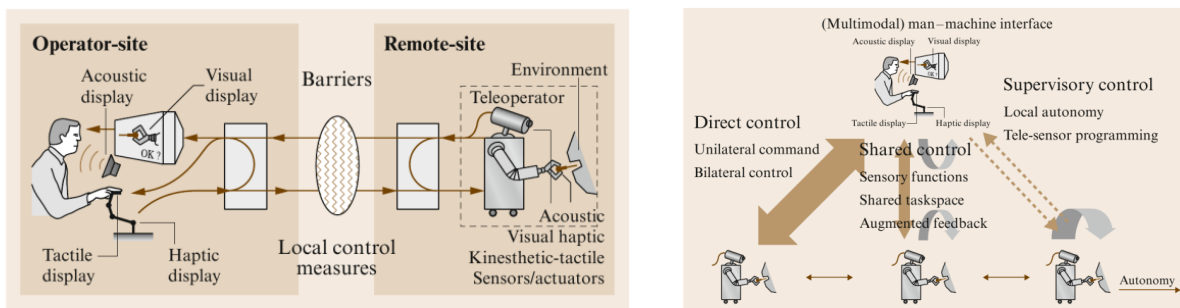 Operator-site
Remote-site
Acoustic
display
Visual
display
Barriers
Environment
Teleoperator
OK ?
Tactile
display
Haptic
display
Local control
measures
Acoustic
Visual haptic
Kinesthetic-tactile
Sensors/actuators
(Multimodal) man–machine interface
Acoustic display
Visual display
OK ?
Tactile display
Haptic display
Direct control
Unilateral command
Bilateral control
Shared control
Sensory functions
Shared taskspace
Augmented feedback
Supervisory control
Local autonomy
Tele-sensor programming
Autonomy